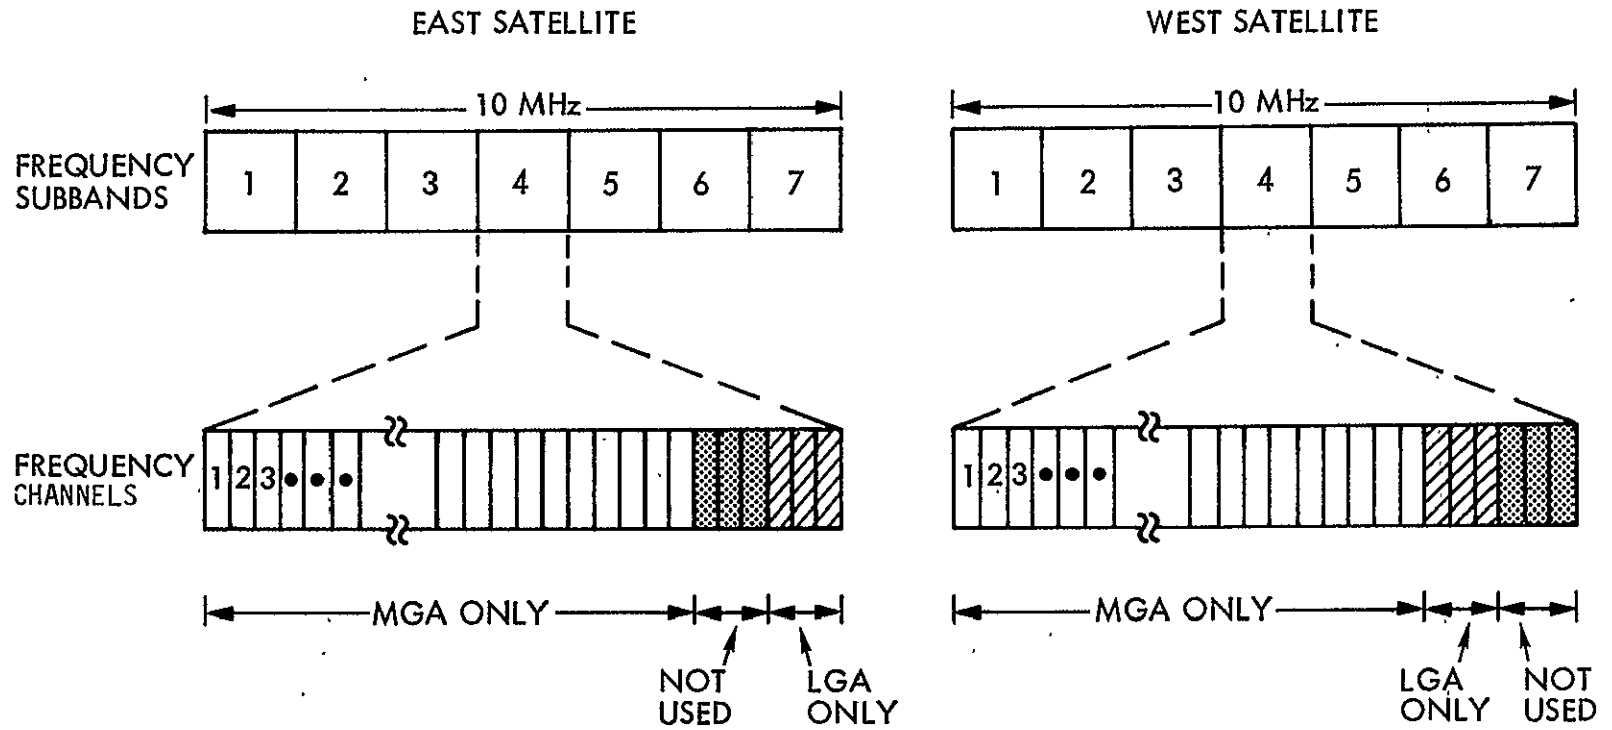 EAST SATELLITE
WEST SATELLITE
10 MHz
10 MHz
FREQUENCY
SUBBANDS
1 2 3 4 5 6 7
1 2 3 4 5 6 7
FREQUENCY
CHANNELS
1 2 3 • • •
1 2 3 • • •
MGA ONLY
MGA ONLY
NOT
USED
LGA
ONLY
LGA
ONLY
NOT
USED